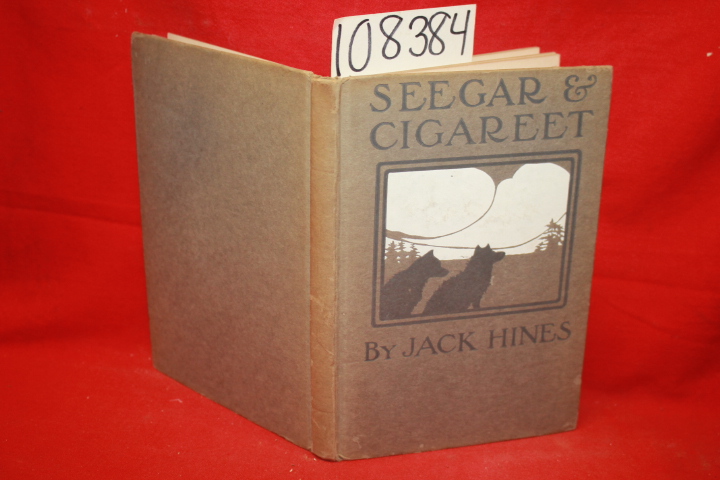 108384
SEEGAR &
CIGAREET
BY JACK HINES